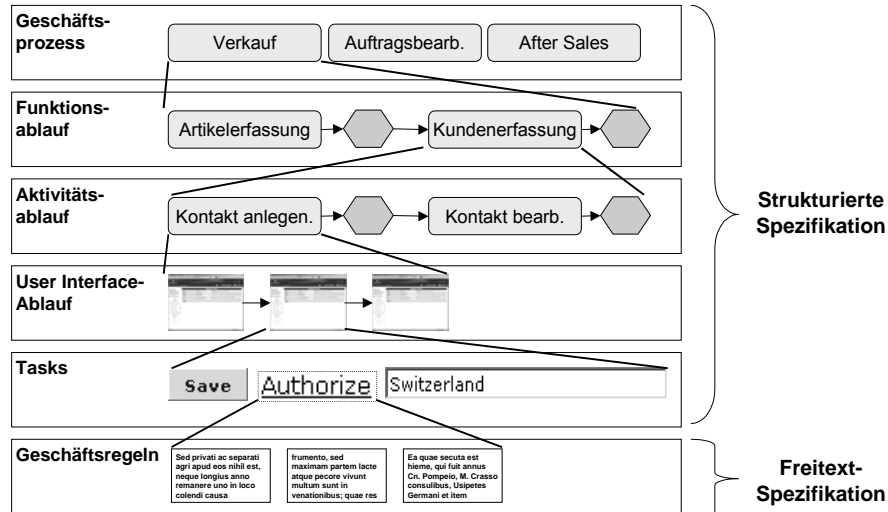 Geschäfts-
prozess
Verkauf
Auftragsbearb.
After Sales
Funktions-
ablauf
Artikelerfassung
Kundenerfassung
Aktivitäts-
ablauf
Kontakt anlegen.
Kontakt bearb.
Strukturierte
Spezifikation
User Interface-
Ablauf
Tasks
Save
Authorize
Switzerland
Geschäftsregeln
Sed privati ac separati
agri apud eos nihil est,
neque longius anno
remanere uno in loco
colendi causa
frumento, sed
maximam partem lacte
atque pecore vivunt
multum sunt in
venationibus; quae res
Ea quae secuta est
hieme, qui fuit annus
Cn. Pompeio, M. Crasso
consulibus, Usipetes
Germani et item
Freitext-
Spezifikation